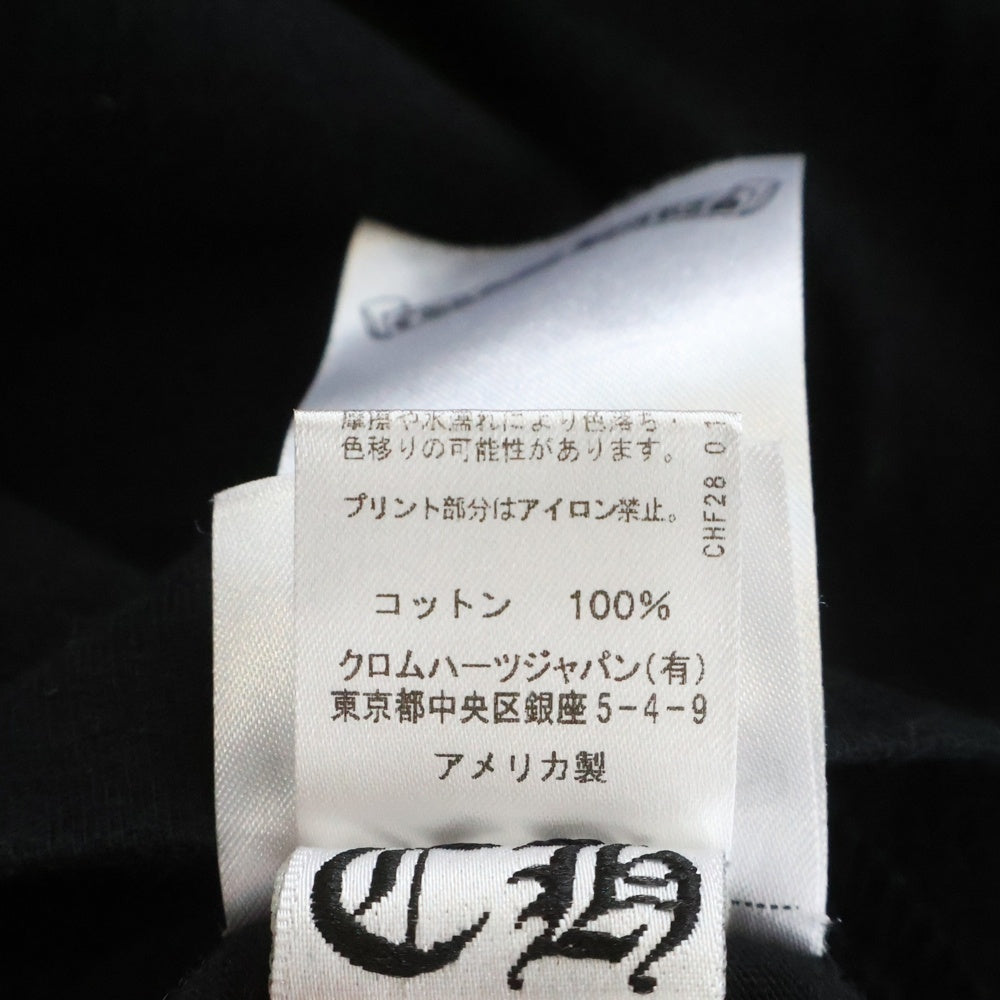 摩擦や水濡れにより色落ち・
色移りの可能性があります。
プリント部分はアイロン禁止。
コットン 100%
クロムハーツジャパン(有)
東京都中央区銀座5-4-9
アメリカ製
CHF28 01
CH